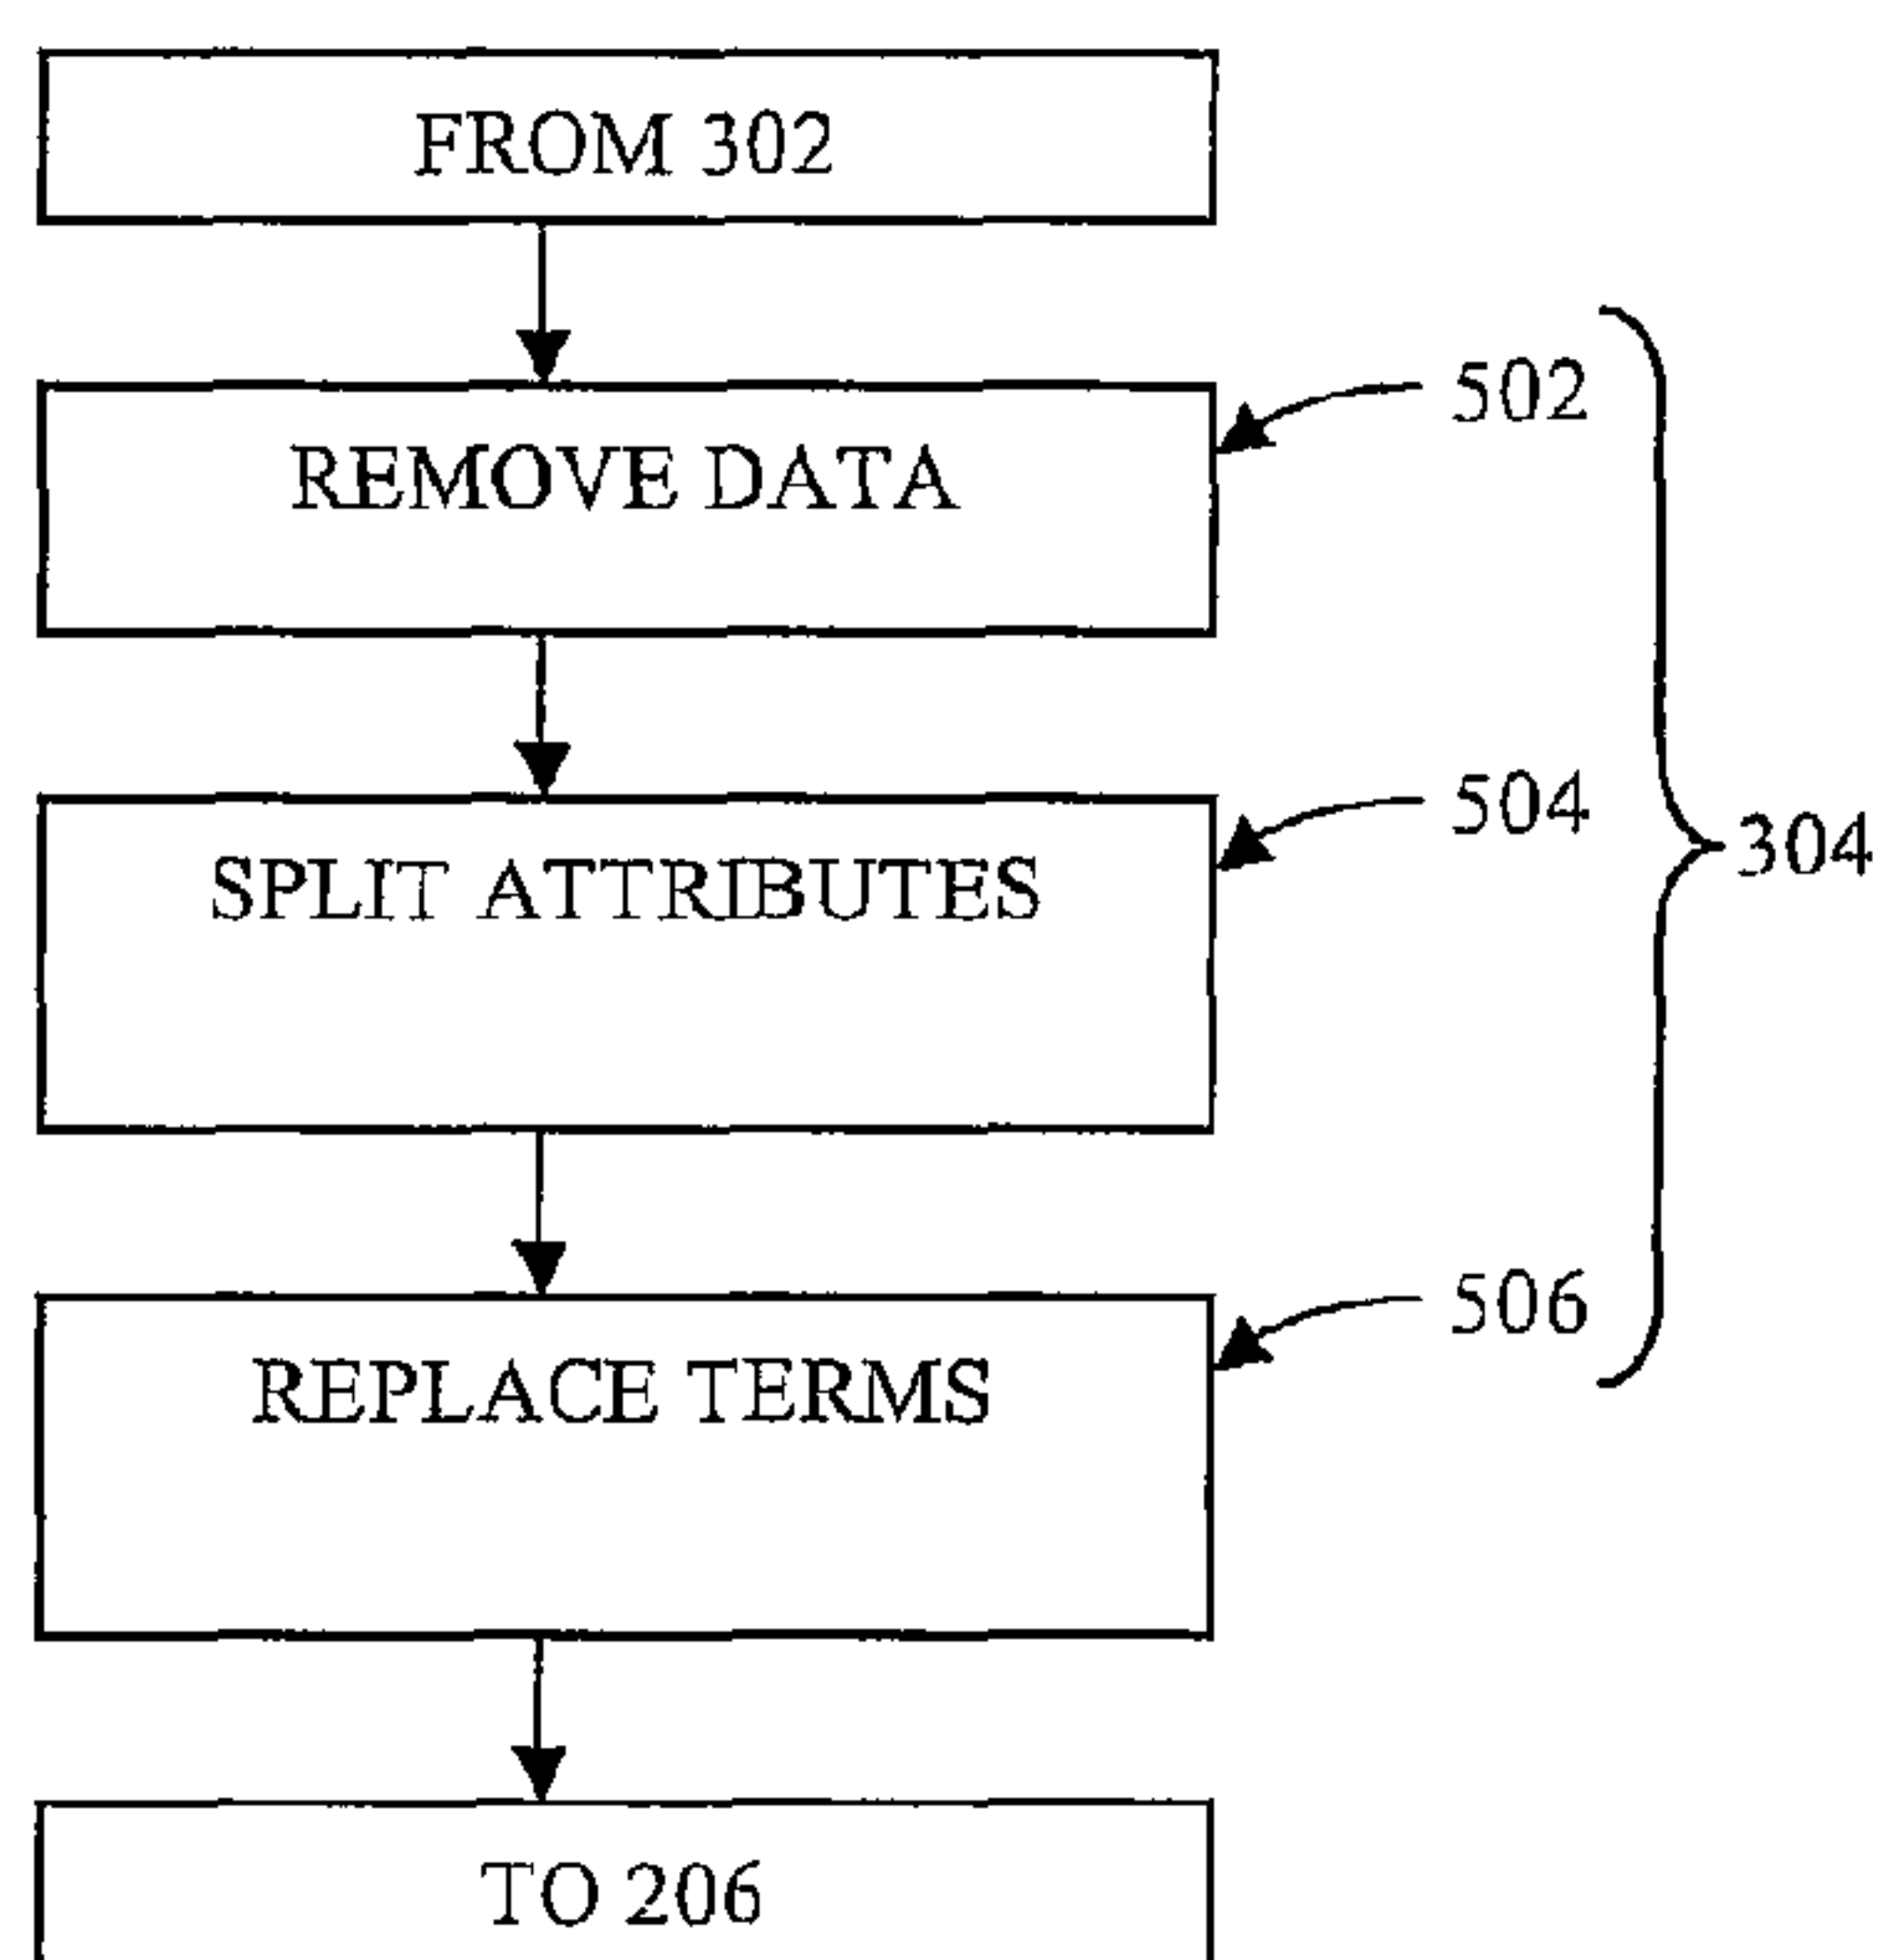 FROM 302
502
REMOVE DATA
504
304
SPLIT ATTRIBUTES
506
REPLACE TERMS
TO 206